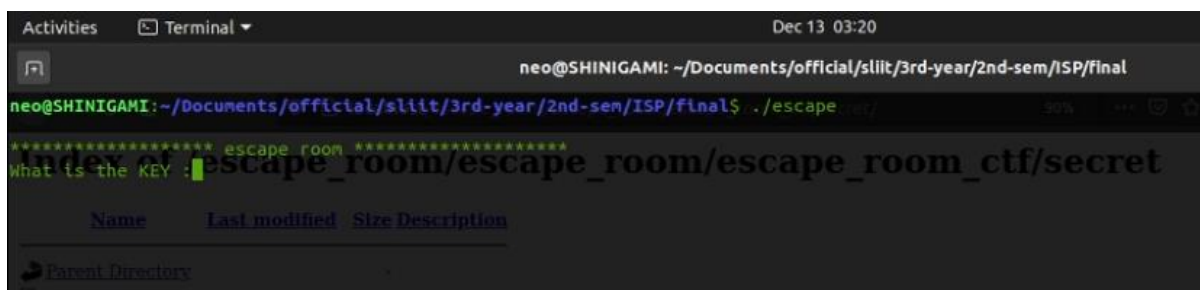 Activities Terminal Dec 13 03:20
neo@SHINIGAMI: ~/Documents/official/sliit/3rd-year/2nd-sem/ISP/final
neo@SHINIGAMI:~/Documents/official/sliit/3rd-year/2nd-sem/ISP/final$ ./escape
90%
******************* escape room ********************
What is the KEY :
Index of /escape_room/escape_room/escape_room_ctf/secret
Name Last modified Size Description
Parent Directory -